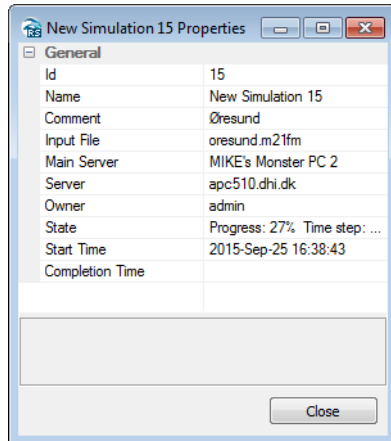 TRS New Simulation 15 Properties
General
Id 15
Name New Simulation 15
Comment Øresund
Input File oresund.m21fm
Main Server MIKE's Monster PC 2
Server apc510.dhi.dk
Owner admin
State Progress: 27% Time step: ...
Start Time 2015-Sep-25 16:38:43
Completion Time
Close